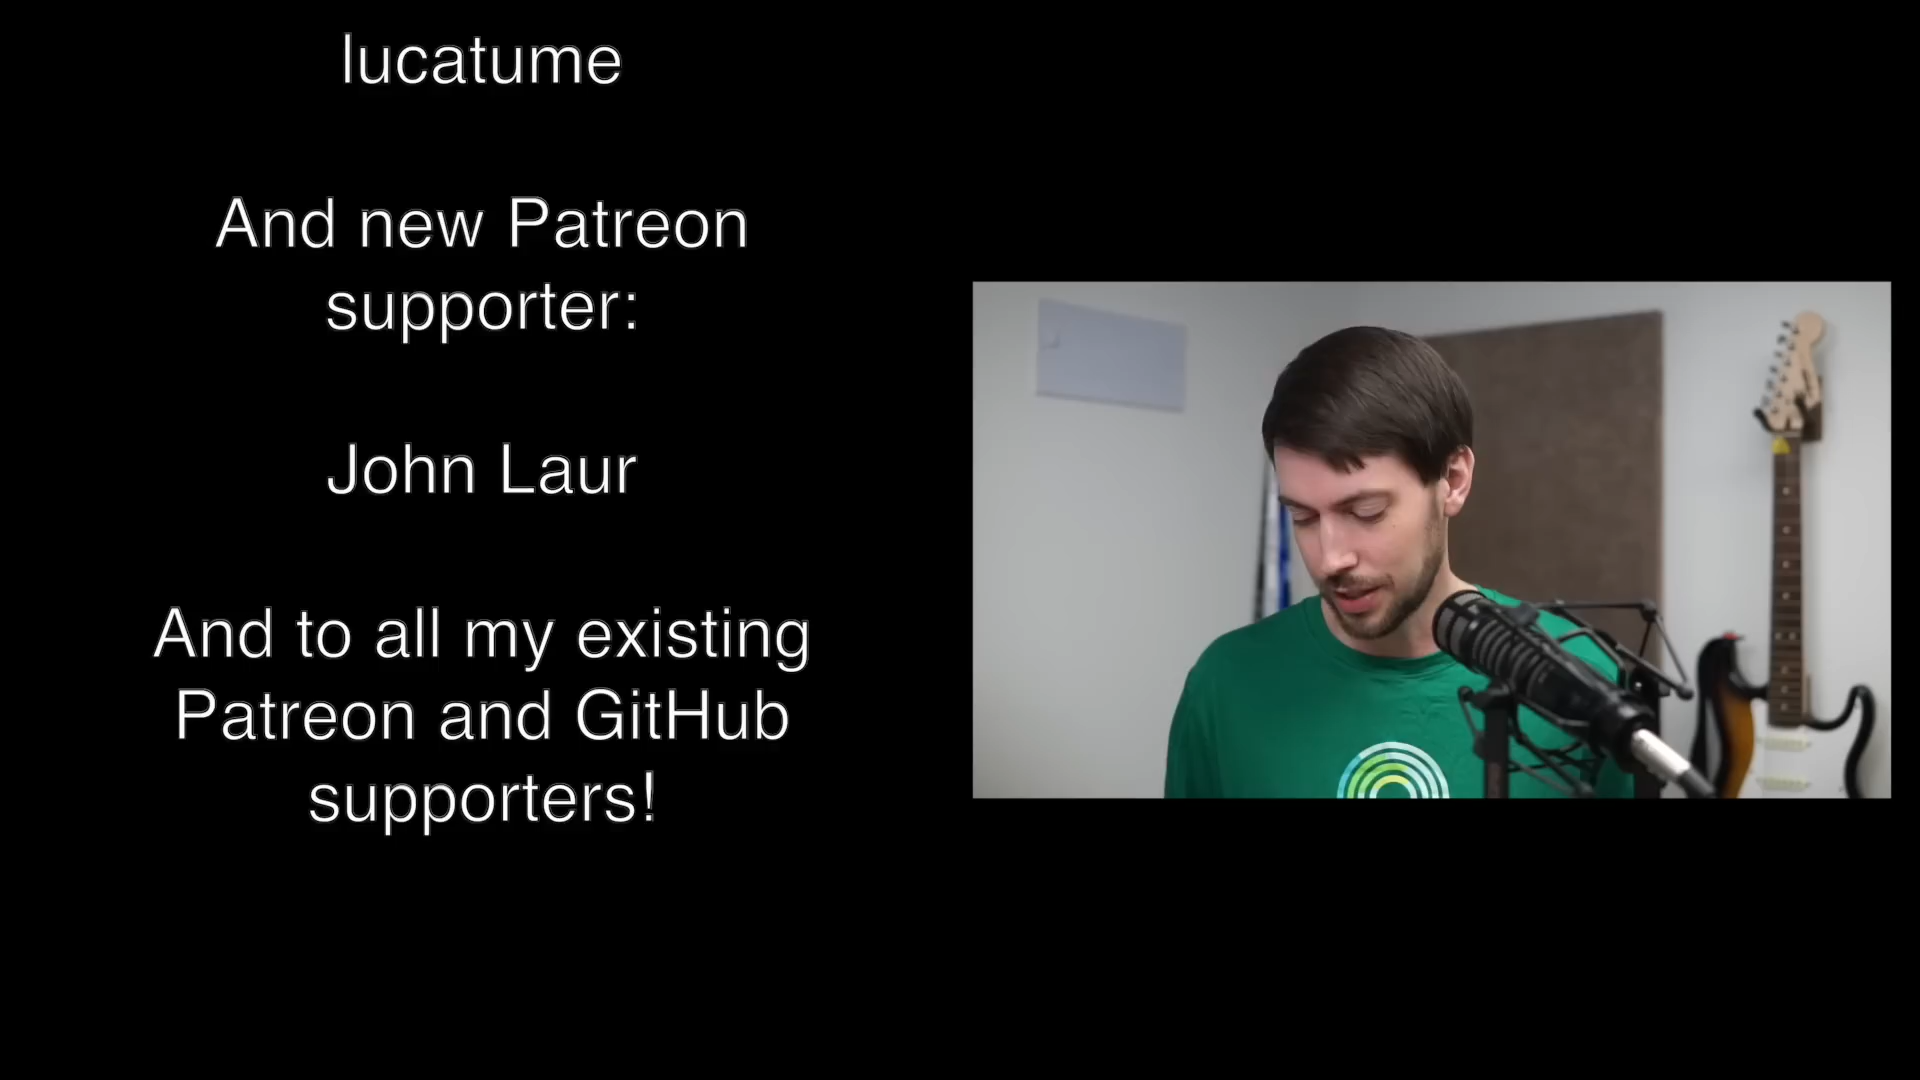 lucatume
And new Patreon
supporter:
John Laur
And to all my existing
Patreon and GitHub
supporters!